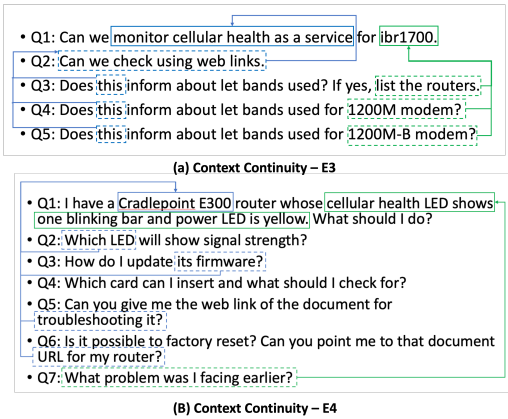 • Q1: Can we monitor cellular health as a service for ibr1700.
• Q2: Can we check using web links.
• Q3: Does this inform about let bands used? If yes, list the routers.
• Q4: Does this inform about let bands used for 1200M modem?
• Q5: Does this inform about let bands used for 1200M-B modem?
(a) Context Continuity – E3
• Q1: I have a Cradlepoint E300 router whose cellular health LED shows
one blinking bar and power LED is yellow. What should I do?
• Q2: Which LED will show signal strength?
• Q3: How do I update its firmware?
• Q4: Which card can I insert and what should I check for?
• Q5: Can you give me the web link of the document for
troubleshooting it?
• Q6: Is it possible to factory reset? Can you point me to that document
URL for my router?
• Q7: What problem was I facing earlier?
(B) Context Continuity – E4